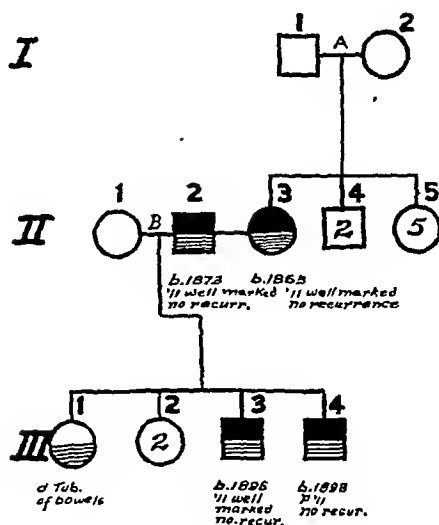 I
1 A 2
II
1 B 2 3 4 5
2 5
b.1873 b.1865
'11 well marked '11 well marked
no recurr. no recurrance
III
1 2 3 4
2
d Tub. of bowels
b.1896
'11 well
marked
no. recur.
b.1898
P'11
no recur.